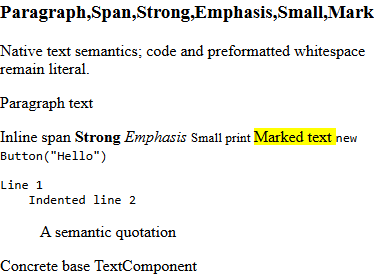 Paragraph,Span,Strong,Emphasis,Small,Mark
Native text semantics; code and preformatted whitespace
remain literal.
Paragraph text
Inline span Strong Emphasis Small print Marked text new
Button("Hello")
Line 1
    Indented line 2
A semantic quotation
Concrete base TextComponent